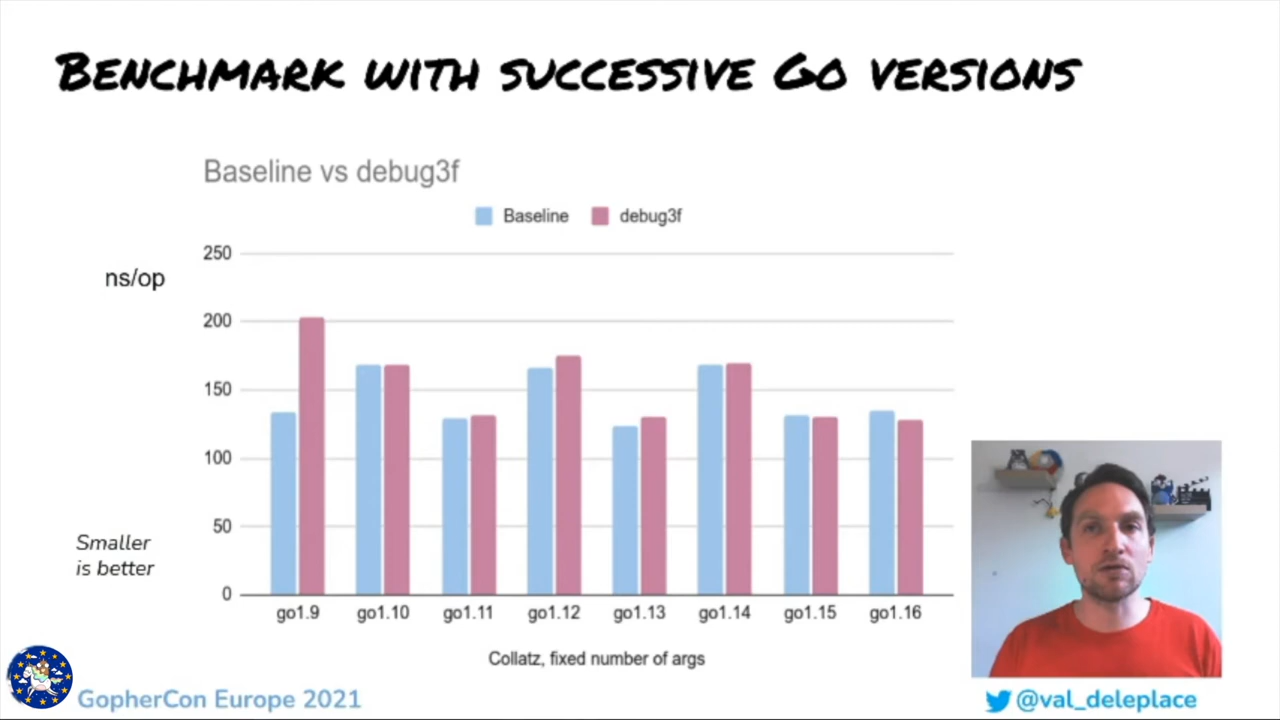 BENCHMARK WITH SUCCESSIVE GO VERSIONS
Baseline vs debug3f
Baseline debug3f
ns/op
250
200
150
100
50
0
Smaller
is better
go1.9 go1.10 go1.11 go1.12 go1.13 go1.14 go1.15 go1.16
Collatz, fixed number of args
GopherCon Europe 2021
@val_deleplace